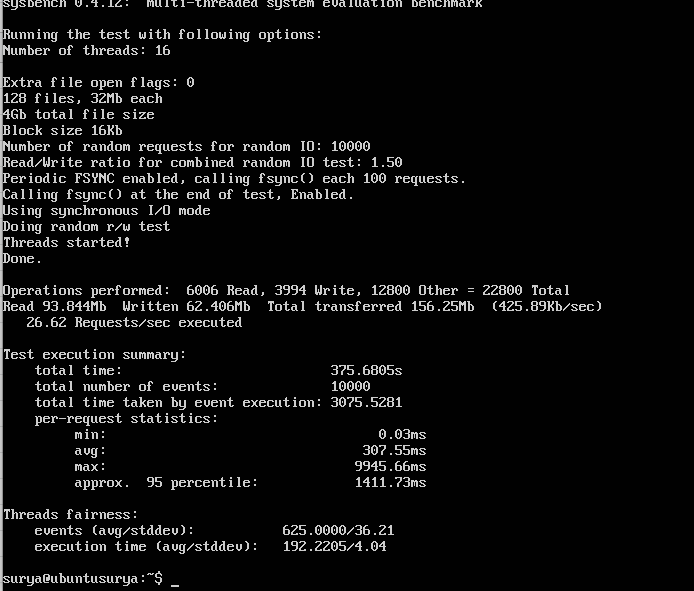 sysbench 0.4.12:  multi-threaded system evaluation benchmark
Running the test with following options:
Number of threads: 16
Extra file open flags: 0
128 files, 32Mb each
4Gb total file size
Block size 16Kb
Number of random requests for random IO: 10000
Read/Write ratio for combined random IO test: 1.50
Periodic FSYNC enabled, calling fsync() each 100 requests.
Calling fsync() at the end of test, Enabled.
Using synchronous I/O mode
Doing random r/w test
Threads started!
Done.
Operations performed:  6006 Read, 3994 Write, 12800 Other = 22800 Total
Read 93.844Mb  Written 62.406Mb  Total transferred 156.25Mb  (425.89Kb/sec)
   26.62 Requests/sec executed
Test execution summary:
    total time:                          375.6805s
    total number of events:              10000
    total time taken by event execution: 3075.5281
    per-request statistics:
         min:                                  0.03ms
         avg:                                307.55ms
         max:                               9945.66ms
         approx.  95 percentile:            1411.73ms
Threads fairness:
    events (avg/stddev):           625.0000/36.21
    execution time (avg/stddev):   192.2205/4.04
surya@ubuntusurya:~$ _